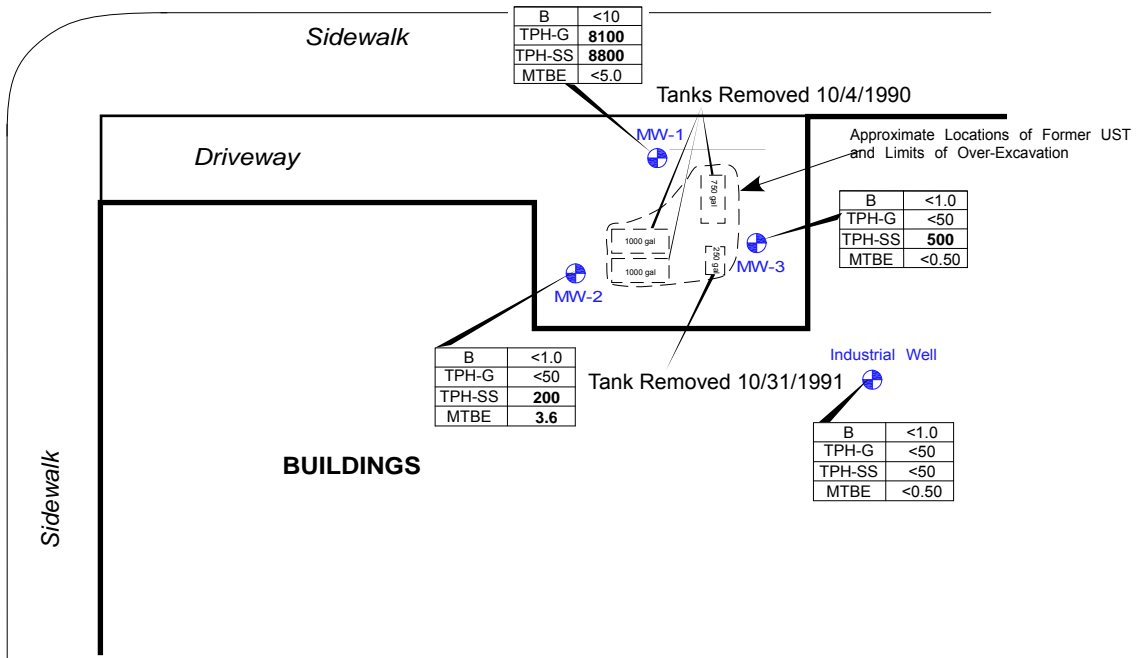 Sidewalk
B <10
TPH-G 8100
TPH-SS 8800
MTBE <5.0
Tanks Removed 10/4/1990
MW-1
Approximate Locations of Former UST
and Limits of Over-Excavation
Driveway
750 gal
B <1.0
TPH-G <50
TPH-SS 500
MTBE <0.50
1000 gal
1000 gal
250 gal
MW-3
MW-2
B <1.0
TPH-G <50
TPH-SS 200
MTBE 3.6
Tank Removed 10/31/1991
Industrial Well
B <1.0
TPH-G <50
TPH-SS <50
MTBE <0.50
BUILDINGS
Sidewalk